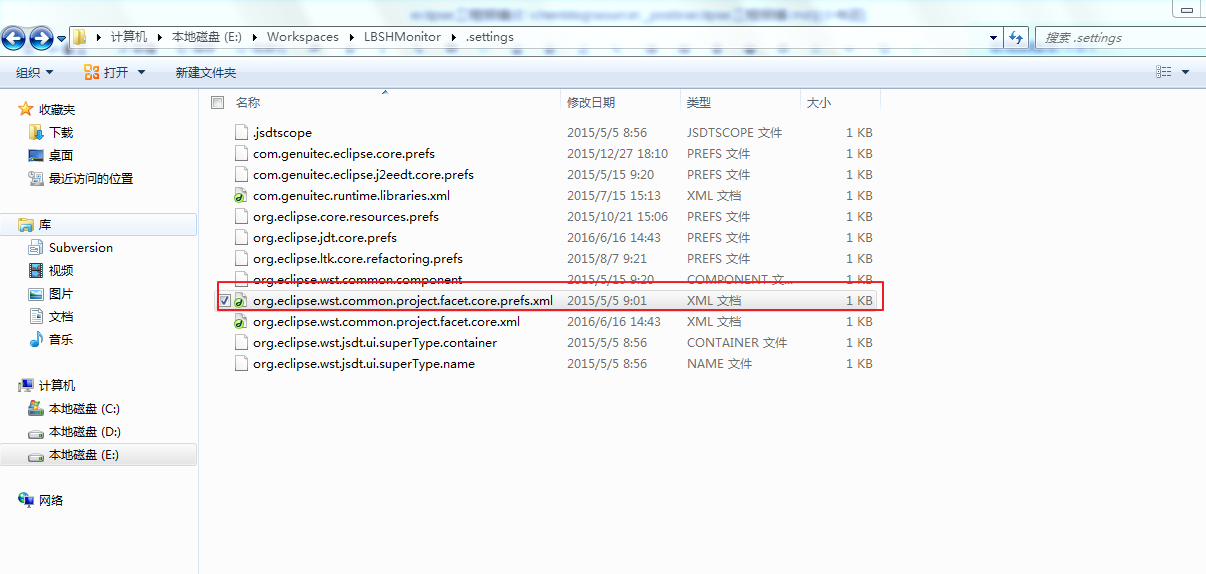 计算机 本地磁盘 (E:) Workspaces LBSHMonitor .settings
搜索 .settings
组织 打开 新建文件夹
收藏夹
下载
桌面
最近访问的位置
库
Subversion
视频
图片
文档
音乐
计算机
本地磁盘 (C:)
本地磁盘 (D:)
本地磁盘 (E:)
网络
名称 修改日期 类型 大小
.jsdtscope 2015/5/5 8:56 JSDTSCOPE 文件 1 KB
com.genuitec.eclipse.core.prefs 2015/12/27 18:10 PREFS 文件 1 KB
com.genuitec.eclipse.j2eedt.core.prefs 2015/5/15 9:20 PREFS 文件 1 KB
com.genuitec.runtime.libraries.xml 2015/7/15 15:13 XML 文档 1 KB
org.eclipse.core.resources.prefs 2015/10/21 15:06 PREFS 文件 1 KB
org.eclipse.jdt.core.prefs 2016/6/16 14:43 PREFS 文件 1 KB
org.eclipse.ltk.core.refactoring.prefs 2015/8/7 9:21 PREFS 文件 1 KB
org.eclipse.wst.common.component 2015/5/15 9:20 COMPONENT 文... 1 KB
org.eclipse.wst.common.project.facet.core.prefs.xml 2015/5/5 9:01 XML 文档 1 KB
org.eclipse.wst.common.project.facet.core.xml 2016/6/16 14:43 XML 文档 1 KB
org.eclipse.wst.jsdt.ui.superType.container 2015/5/5 8:56 CONTAINER 文件 1 KB
org.eclipse.wst.jsdt.ui.superType.name 2015/5/5 8:56 NAME 文件 1 KB